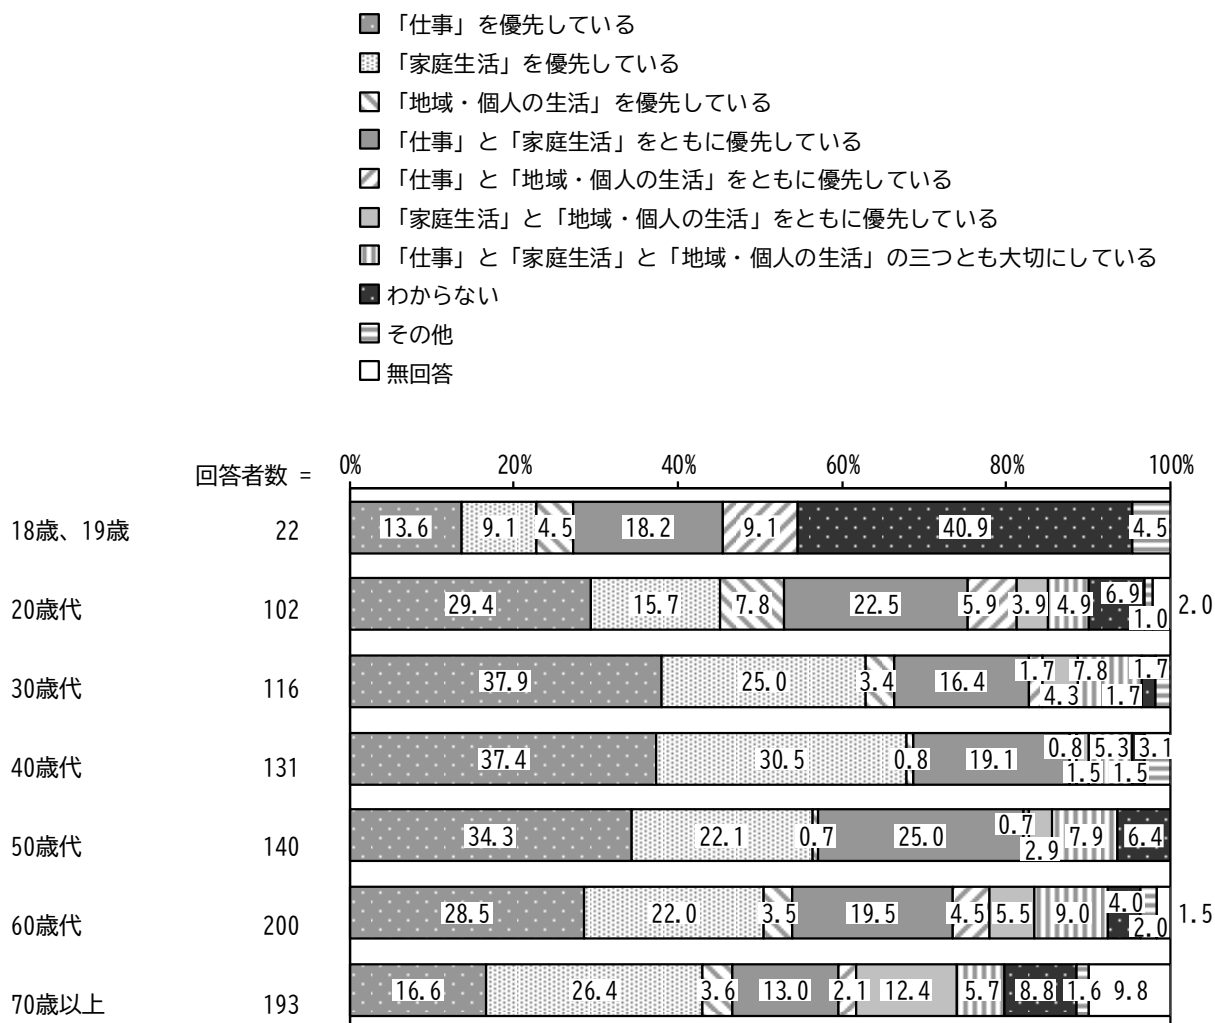 「仕事」を優先している
「家庭生活」を優先している
「地域・個人の生活」を優先している
「仕事」と「家庭生活」をともに優先している
「仕事」と「地域・個人の生活」をともに優先している
「家庭生活」と「地域・個人の生活」をともに優先している
「仕事」と「家庭生活」と「地域・個人の生活」の三つとも大切にしている
わからない
その他
無回答
回答者数 = 0% 20% 40% 60% 80% 100%
18歳、19歳 22 13.6 9.1 4.5 18.2 9.1 40.9 4.5
20歳代 102 29.4 15.7 7.8 22.5 5.9 3.9 4.9 6.9 1.0 2.0
30歳代 116 37.9 25.0 3.4 16.4 1.7 4.3 7.8 1.7 1.7
40歳代 131 37.4 30.5 0.8 19.1 0.8 1.5 5.3 1.5 3.1
50歳代 140 34.3 22.1 0.7 25.0 0.7 2.9 7.9 6.4
60歳代 200 28.5 22.0 3.5 19.5 4.5 5.5 9.0 4.0 2.0 1.5
70歳以上 193 16.6 26.4 3.6 13.0 2.1 12.4 5.7 8.8 1.6 9.8